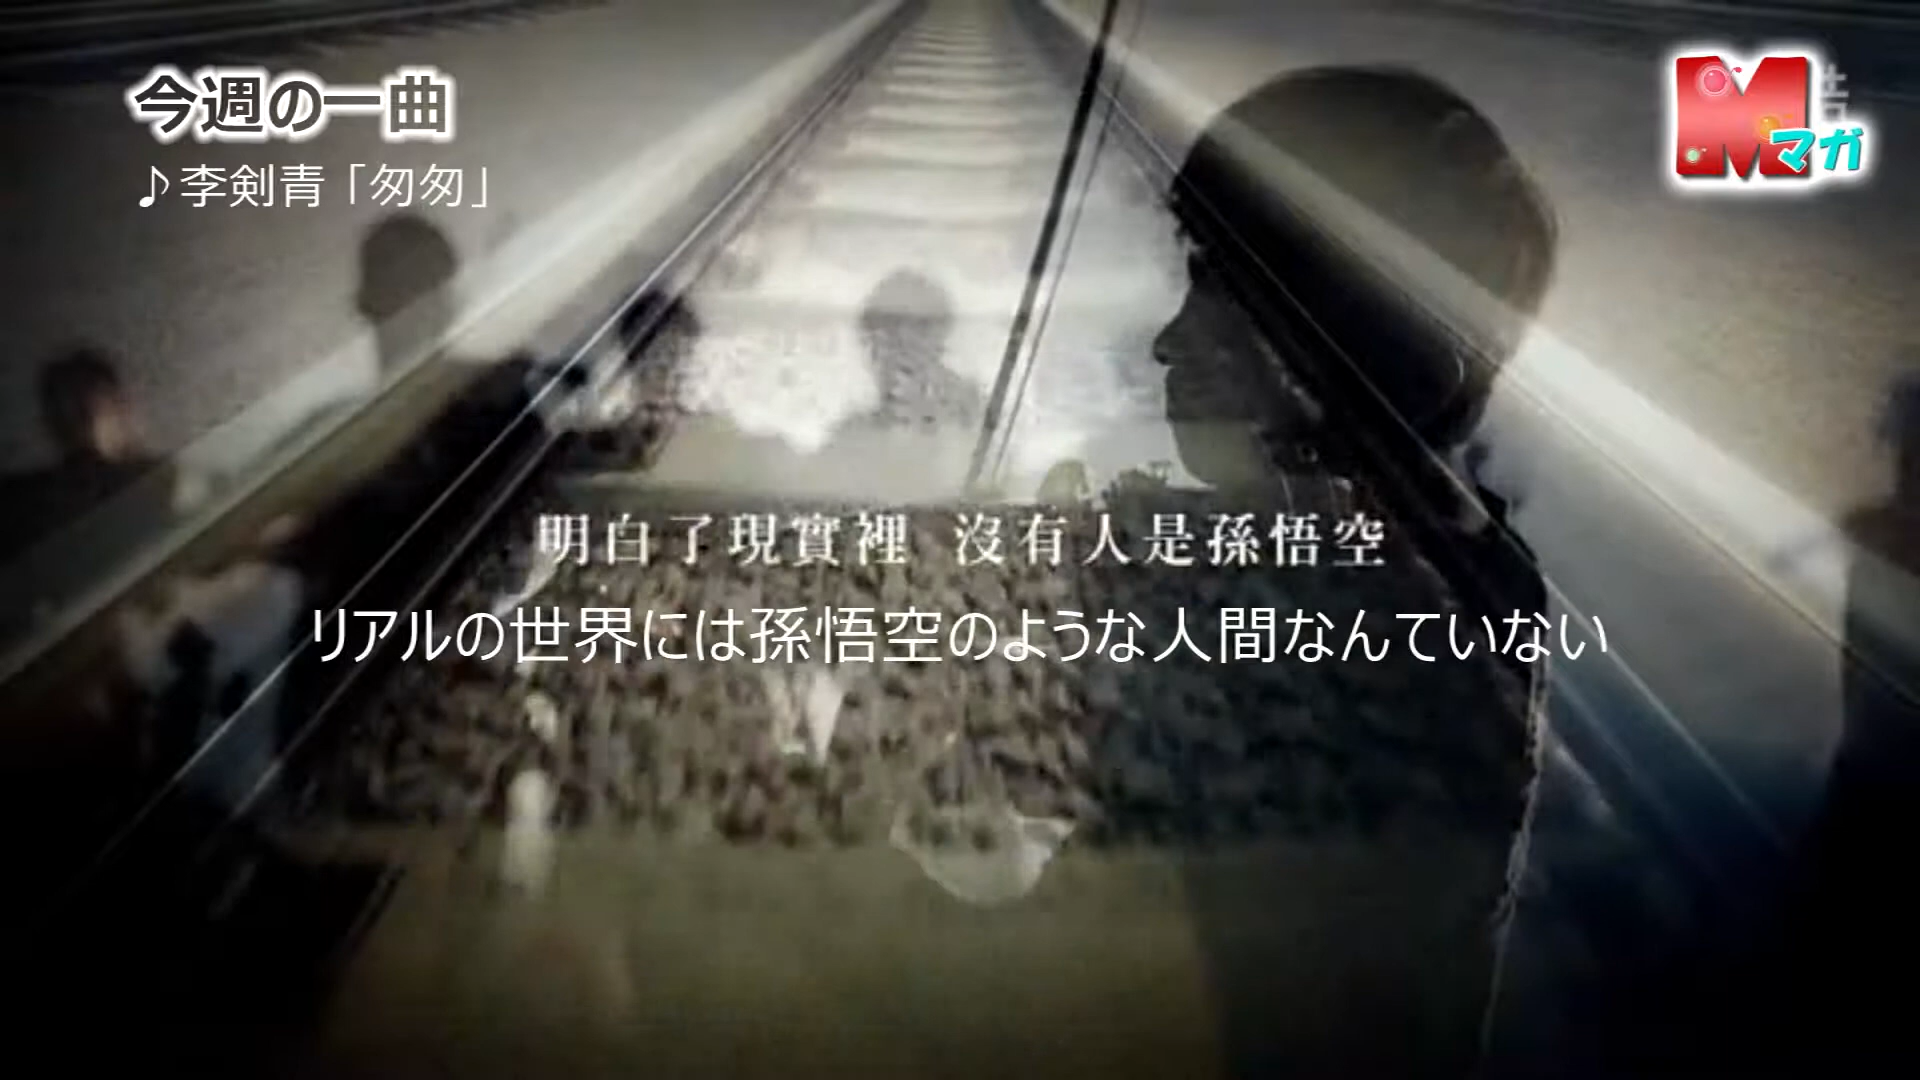 今週の一曲
♪李剣青「匆匆」
Mマガ
明白了現實裡 沒有人是孫悟空
リアルの世界には孫悟空のような人間なんていない